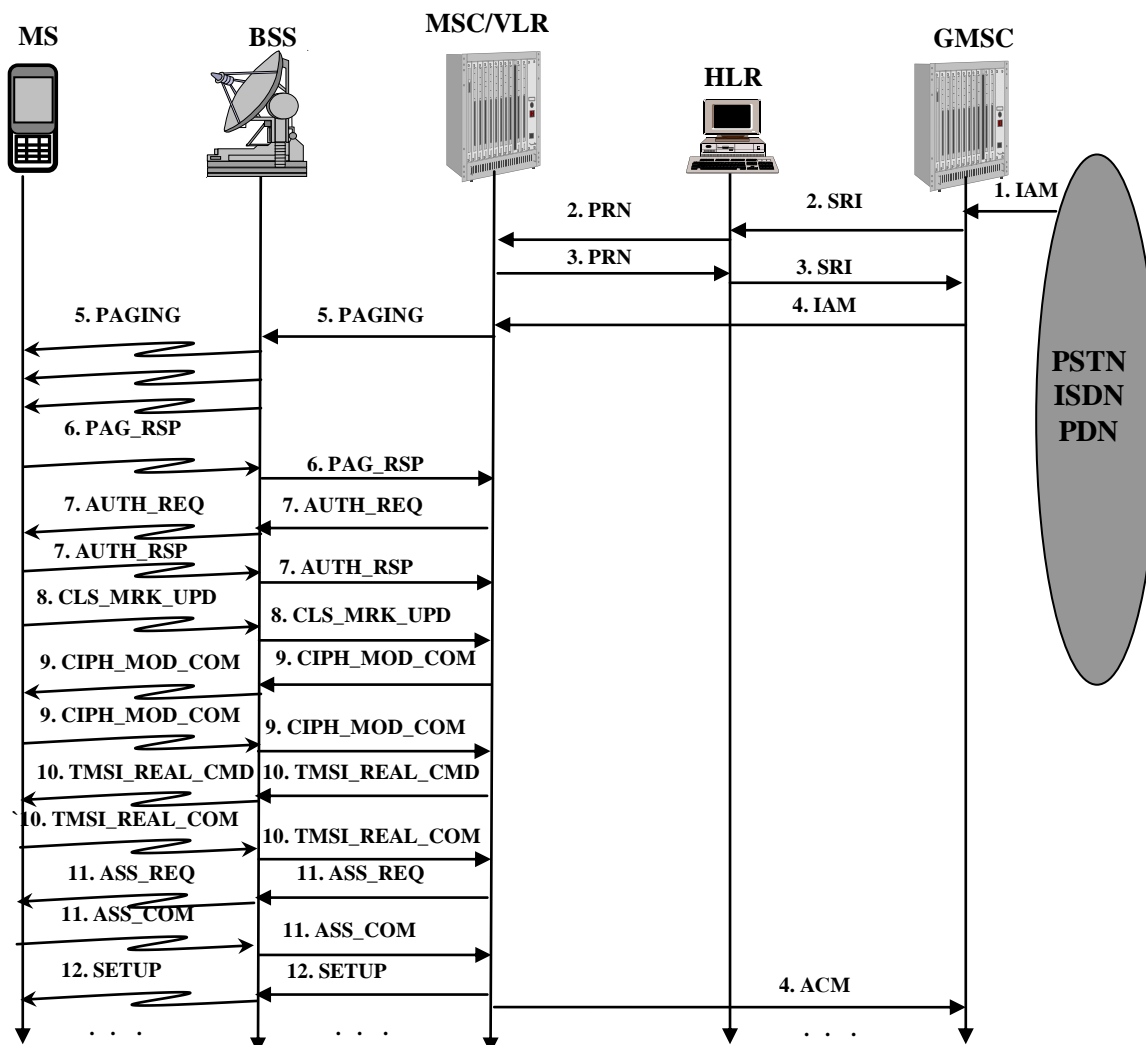 MS
BSS
MSC/VLR
HLR
GMSC
1. IAM
2. SRI
2. PRN
3. PRN
3. SRI
4. IAM
5. PAGING
5. PAGING
PSTN
ISDN
PDN
6. PAG_RSP
6. PAG_RSP
7. AUTH_REQ
7. AUTH_REQ
7. AUTH_RSP
7. AUTH_RSP
8. CLS_MRK_UPD
8. CLS_MRK_UPD
9. CIPH_MOD_COM
9. CIPH_MOD_COM
9. CIPH_MOD_COM
9. CIPH_MOD_COM
10. TMSI_REAL_CMD
10. TMSI_REAL_CMD
`10. TMSI_REAL_COM
10. TMSI_REAL_COM
11. ASS_REQ
11. ASS_REQ
11. ASS_COM
11. ASS_COM
12. SETUP
12. SETUP
4. ACM
. . .
. . .
. . .